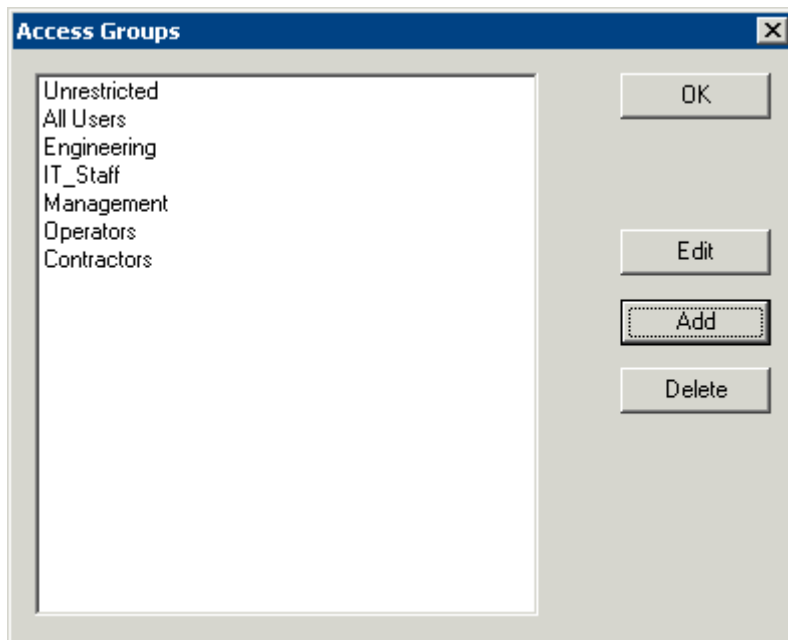 Access Groups
Unrestricted
All Users
Engineering
IT_Staff
Management
Operators
Contractors
OK
Edit
Add
Delete